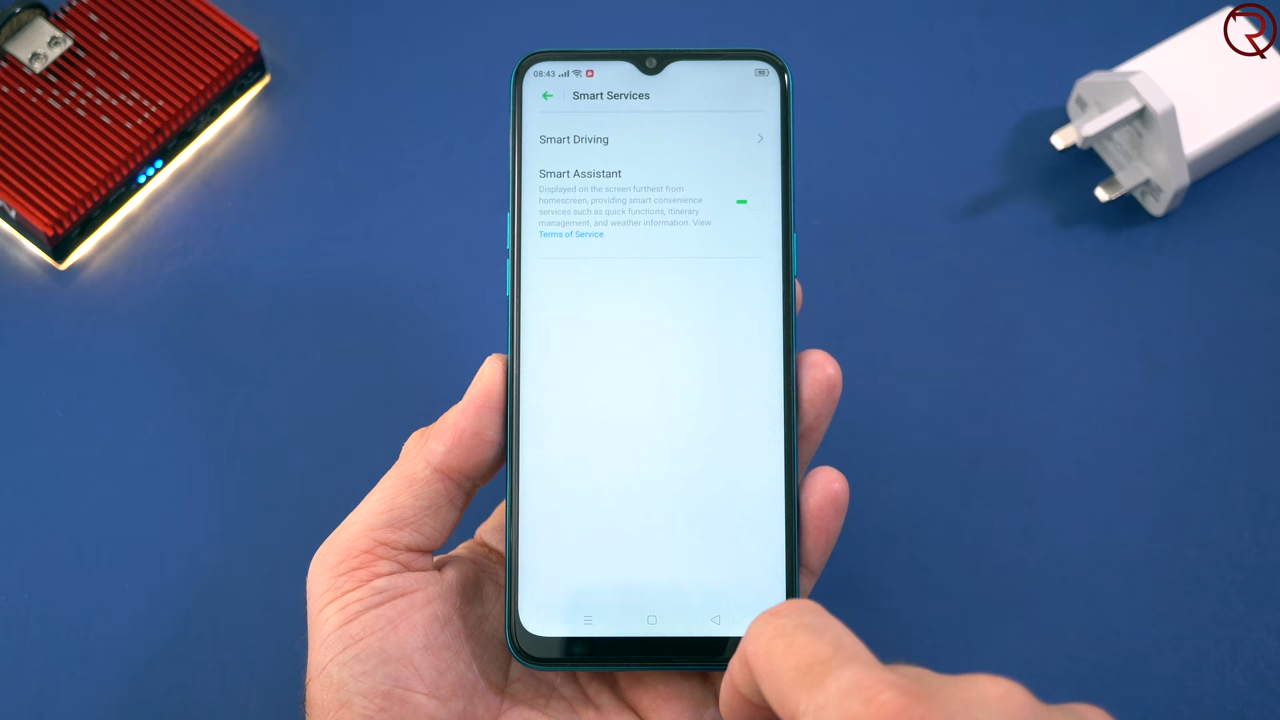 08:43
Smart Services
Smart Driving
Smart Assistant
Displayed on the screen furthest from
homescreen, providing smart convenience
services such as quick functions, itinerary
management, and weather information. View
Terms of Service.